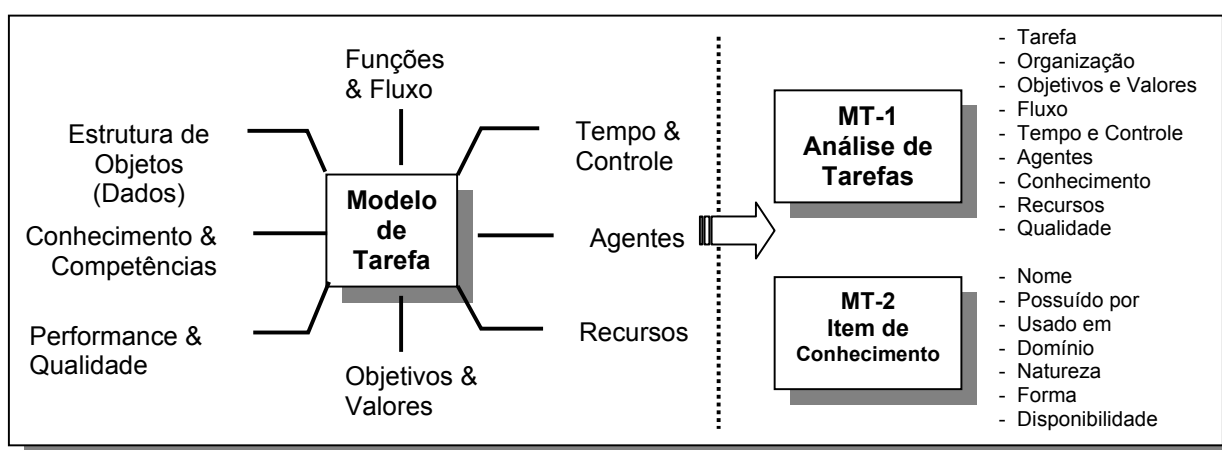 Funções
& Fluxo
Estrutura de
Objetos
(Dados)
Conhecimento &
Competências
Performance &
Qualidade
Modelo
de
Tarefa
Objetivos &
Valores
Tempo &
Controle
Agentes
Recursos
MT-1
Análise de
Tarefas
- Tarefa
- Organização
- Objetivos e Valores
- Fluxo
- Tempo e Controle
- Agentes
- Conhecimento
- Recursos
- Qualidade
MT-2
Item de
Conhecimento
- Nome
- Possuído por
- Usado em
- Domínio
- Natureza
- Forma
- Disponibilidade